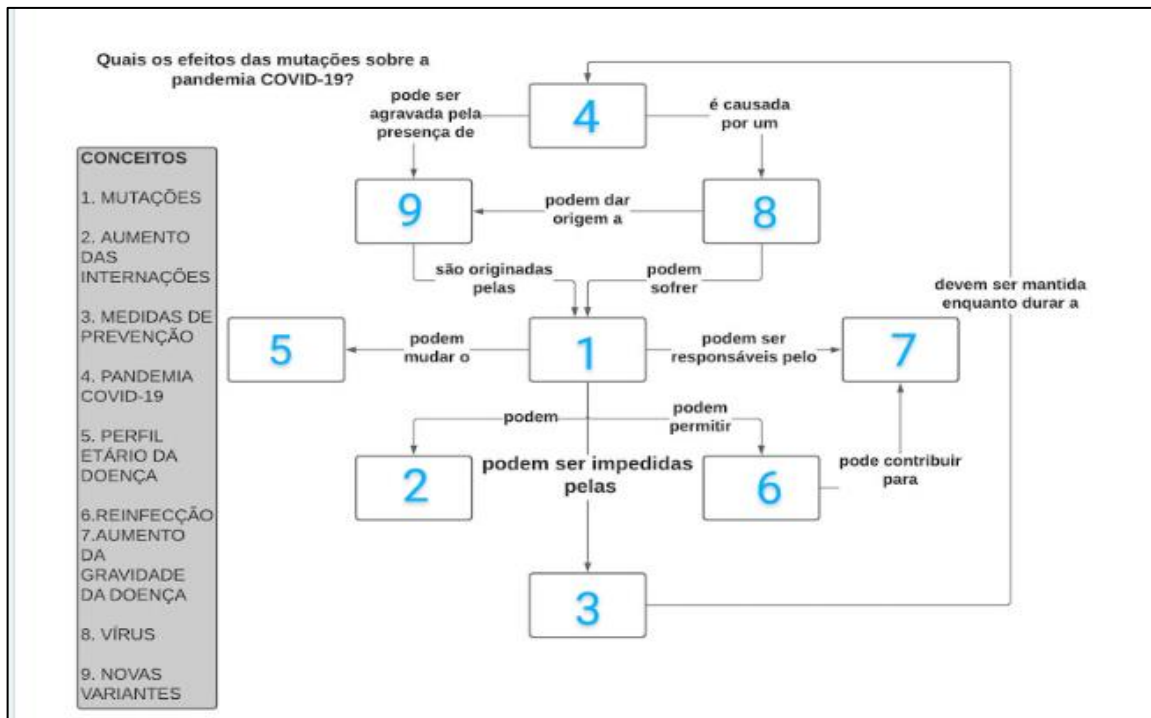 Quais os efeitos das mutações sobre a
pandemia COVID-19?
pode ser
agravada pela
presença de
4
é causada
por um
CONCEITOS
1. MUTAÇÕES
2. AUMENTO
DAS
INTERNAÇÕES
3. MEDIDAS DE
PREVENÇÃO
4. PANDEMIA
COVID-19
5. PERFIL
ETÁRIO DA
DOENÇA
6.REINFECÇÃO
7.AUMENTO
DA
GRAVIDADE
DA DOENÇA
8. VÍRUS
9. NOVAS
VARIANTES
9
podem dar
origem a
8
são originadas
pelas
podem
sofrer
devem ser mantida
enquanto durar a
5
podem
mudar o
1
podem ser
responsáveis pelo
7
podem
podem
permitir
2
podem ser impedidas
pelas
6
pode contribuir
para
3